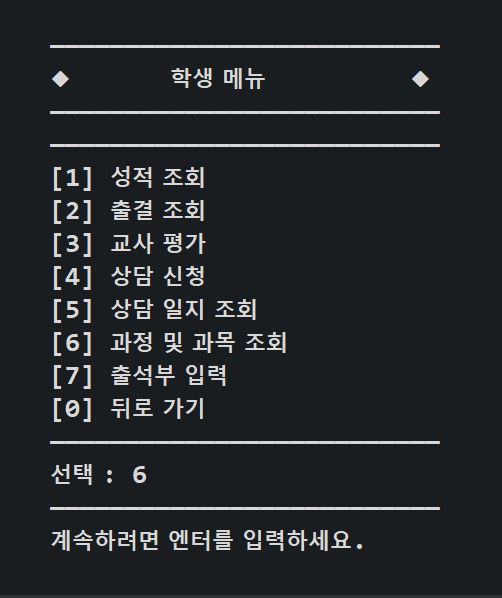 ◆ 학생 메뉴 ◆
[1] 성적 조회
[2] 출결 조회
[3] 교사 평가
[4] 상담 신청
[5] 상담 일지 조회
[6] 과정 및 과목 조회
[7] 출석부 입력
[0] 뒤로 가기
선택 : 6
계속하려면 엔터를 입력하세요.